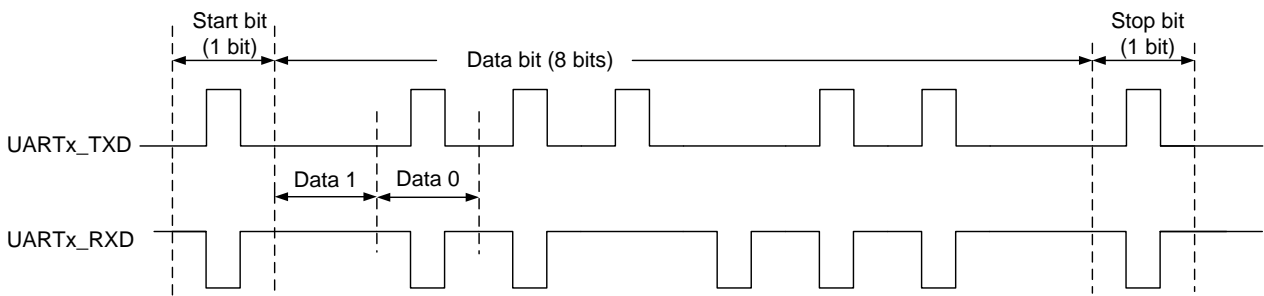 Start bit
(1 bit)
Stop bit
(1 bit)
Data bit (8 bits)
UARTx_TXD
Data 1
Data 0
UARTx_RXD